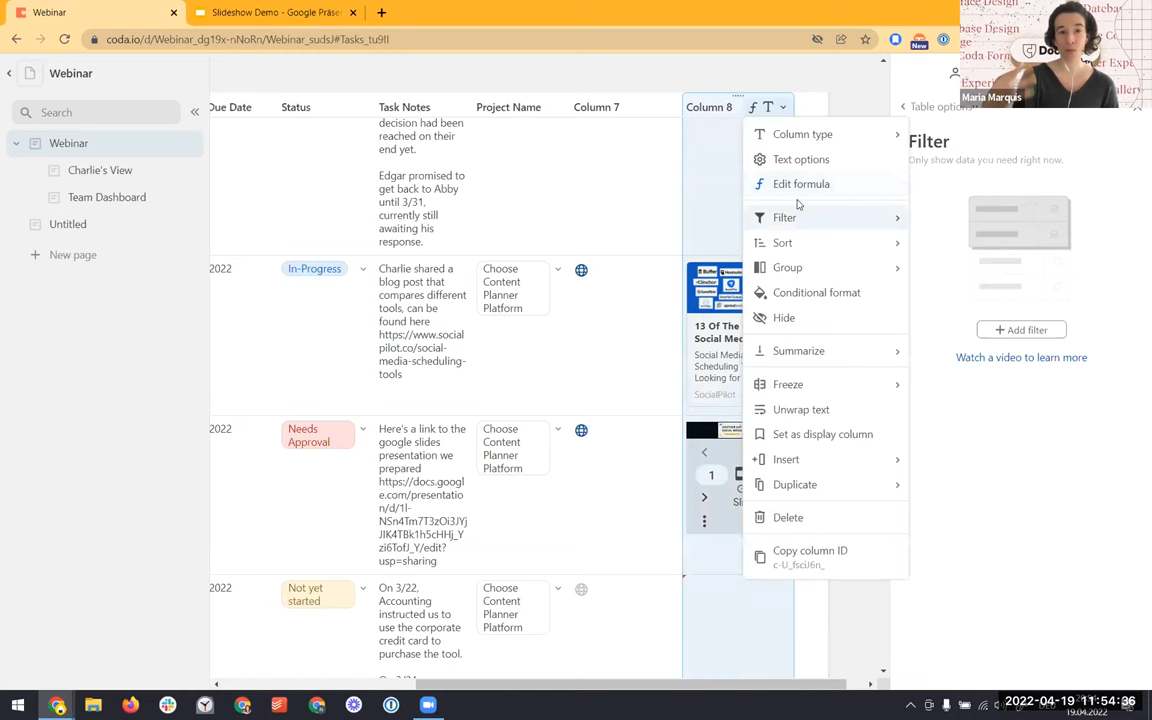 Webinar
Slideshow Demo - Google Präse
coda.io/d/Webinar_dg19x-nNoRn/Webinar_sudsJ#Tasks_tu9lI
New
Maria Marquis
Webinar
Search
Webinar
Charlie's View
Task Dashboard
Untitled
New page
Due Date
Status
Task Notes
Project Name
Column 7
Column 8
decision had been
reached on their
end yet.
Edgar promised to
get back to Abby
until 3/31,
currently still
awaiting his
response.
2022
In-Progress
Charlie shared a
blog post that
compares different
tools, can be
found here
https://www.social
pilot.co/social-
media-scheduling-
tools
Choose
Content
Planner
Platform
13 Of The
Social Med
Social Media
Scheduling
Looking for
SocialPilot
2022
Needs
Approval
Here's a link to the
google slides
presentation we
prepared
https://docs.googl
e.com/presentatio
n/d/1l-
NSn4Tm7T3zOi3JYj
JIK4TBk1h5cHHj_Y
zi6TofJ_Y/edit?
usp=sharing
Choose
Content
Planner
Platform
1
2022
Not yet
started
On 3/22,
Accounting
instructed us to
use the corporate
credit card to
purchase the tool.
Choose
Content
Planner
Platform
Column type
Text options
Edit formula
Filter
Sort
Group
Conditional format
Hide
Summarize
Freeze
Unwrap text
Set as display column
Insert
Duplicate
Delete
Copy column ID
c-U_fsciJ6n_
Table options
Filter
Only show data you need right now.
Add filter
Watch a video to learn more
2022-04-19 11:54:36
19.04.2022